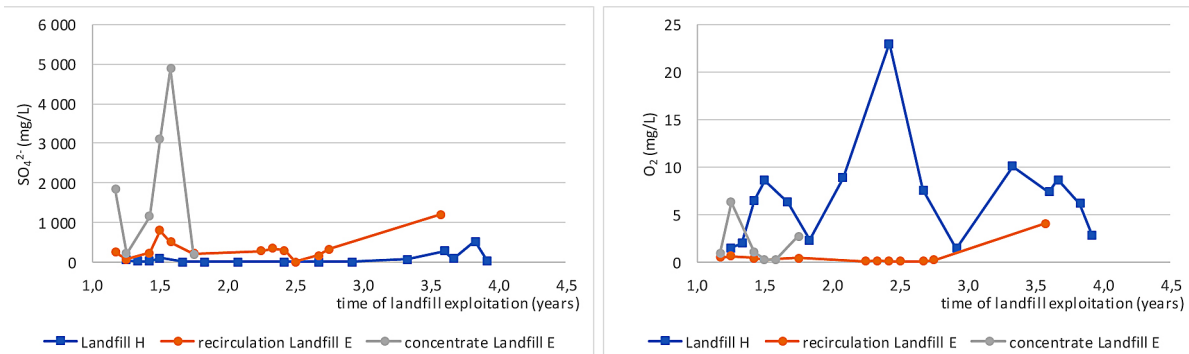 6 000
5 000
4 000
3 000
2 000
1 000
0
SO₄²⁻ (mg/L)
1,0 1,5 2,0 2,5 3,0 3,5 4,0 4,5
time of landfill exploitation (years)
Landfill H recirculation Landfill E concentrate Landfill E
25
20
15
10
5
0
O₂ (mg/L)
1,0 1,5 2,0 2,5 3,0 3,5 4,0 4,5
time of landfill exploitation (years)
Landfill H recirculation Landfill E concentrate Landfill E